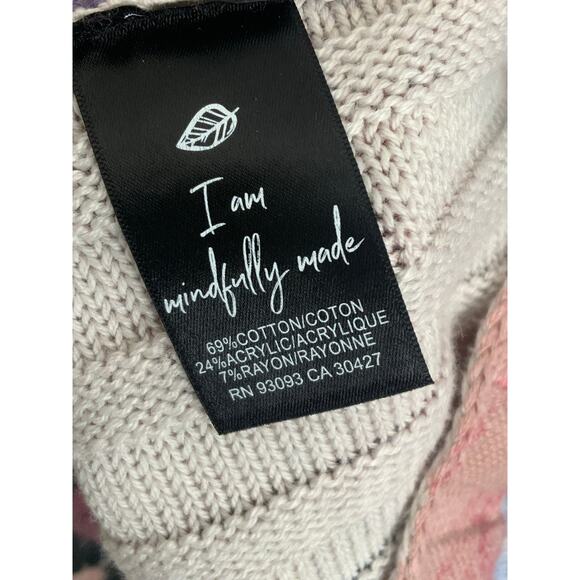 I am
mindfully made
69%COTTON/COTON
24%ACRYLIC/ACRYLIQUE
7%RAYON/RAYONNE
RN 93093 CA 30427